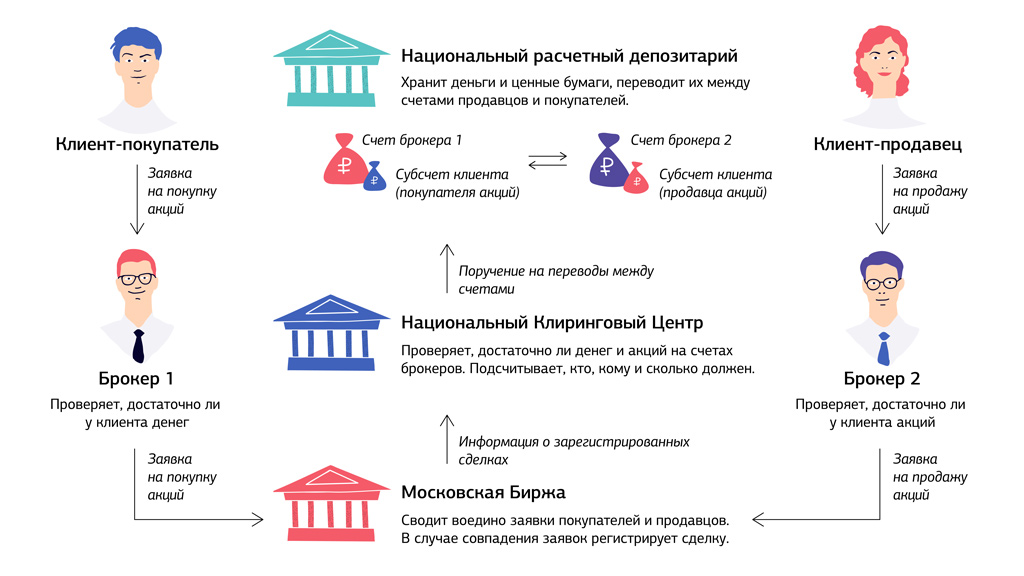 Национальный расчетный депозитарий
Хранит деньги и ценные бумаги, переводит их между
счетами продавцов и покупателей.
Клиент-покупатель
Счет брокера 1
Субсчет клиента
(покупателя акций)
₽
₽
Счет брокера 2
Субсчет клиента
(продавца акций)
₽
₽
Клиент-продавец
Заявка
на покупку
акций
Заявка
на продажу
акций
Поручение на переводы между
счетами
Национальный Клиринговый Центр
Проверяет, достаточно ли денег и акций на счетах
брокеров. Подсчитывает, кто, кому и сколько должен.
Брокер 1
Проверяет, достаточно ли
у клиента денег
Брокер 2
Проверяет, достаточно ли
у клиента акций
Заявка
на покупку
акций
Информация о зарегистрированных
сделках
Заявка
на продажу
акций
Московская Биржа
Сводит воедино заявки покупателей и продавцов.
В случае совпадения заявок регистрирует сделку.